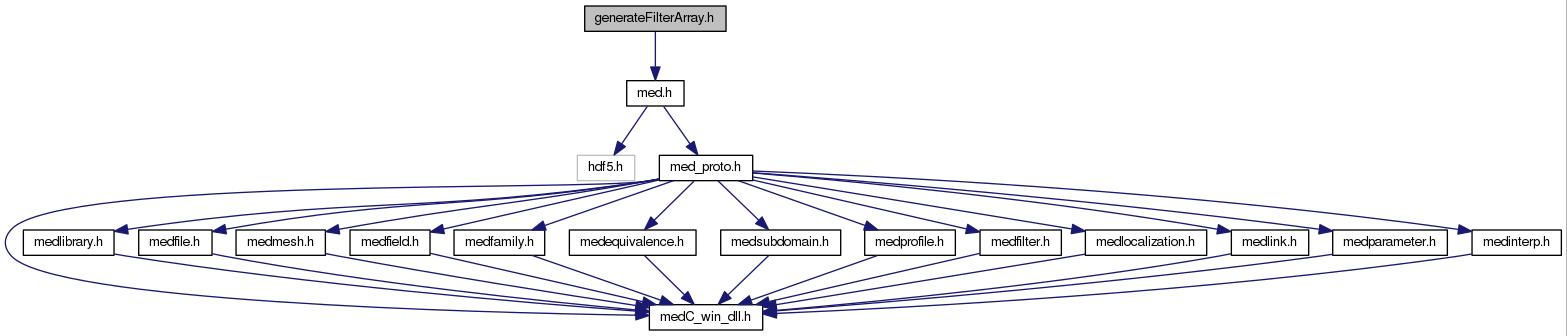 generateFilterArray.h
med.h
hdf5.h
med_proto.h
medlibrary.h
medfile.h
medmesh.h
medfield.h
medfamily.h
medequivalence.h
medsubdomain.h
medprofile.h
medfilter.h
medlocalization.h
medlink.h
medparameter.h
medinterp.h
medC_win_dll.h